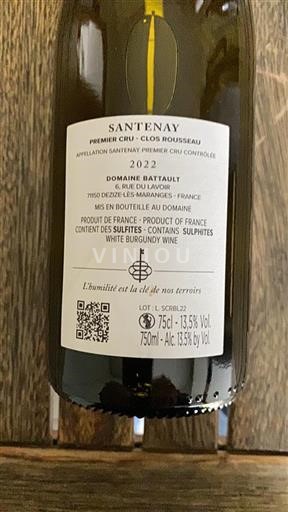 SANTENAY
PREMIER CRU - CLOS ROUSSEAU
APPELLATION SANTENAY PREMIER CRU CONTRÔLÉE
2022
DOMAINE BATTAULT
6, RUE DU LAVOIR
71150 DEZIZE-LÈS-MARANGES - FRANCE
MIS EN BOUTEILLE AU DOMAINE
PRODUIT DE FRANCE - PRODUCT OF FRANCE
CONTIENT DES SULFITES - CONTAINS SULPHITES
WHITE BURGUNDY WINE
VINIOU
L'humilité est la clé de nos terroirs
LOT : L. SCRBL22
75cl - 13,5% Vol.
750ml - Alc. 13.5% by Vol.